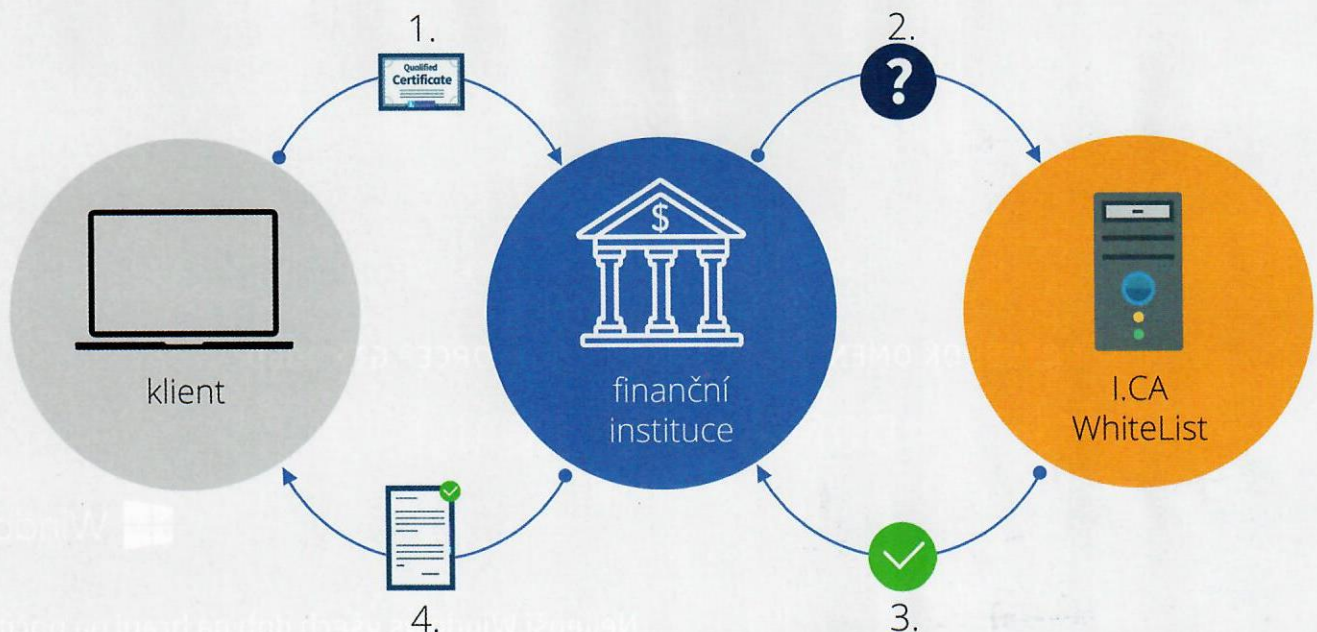 1.
2.
Qualified
Certificate
?
$
klient
finanční
instituce
I.CA
WhiteList
4.
3.